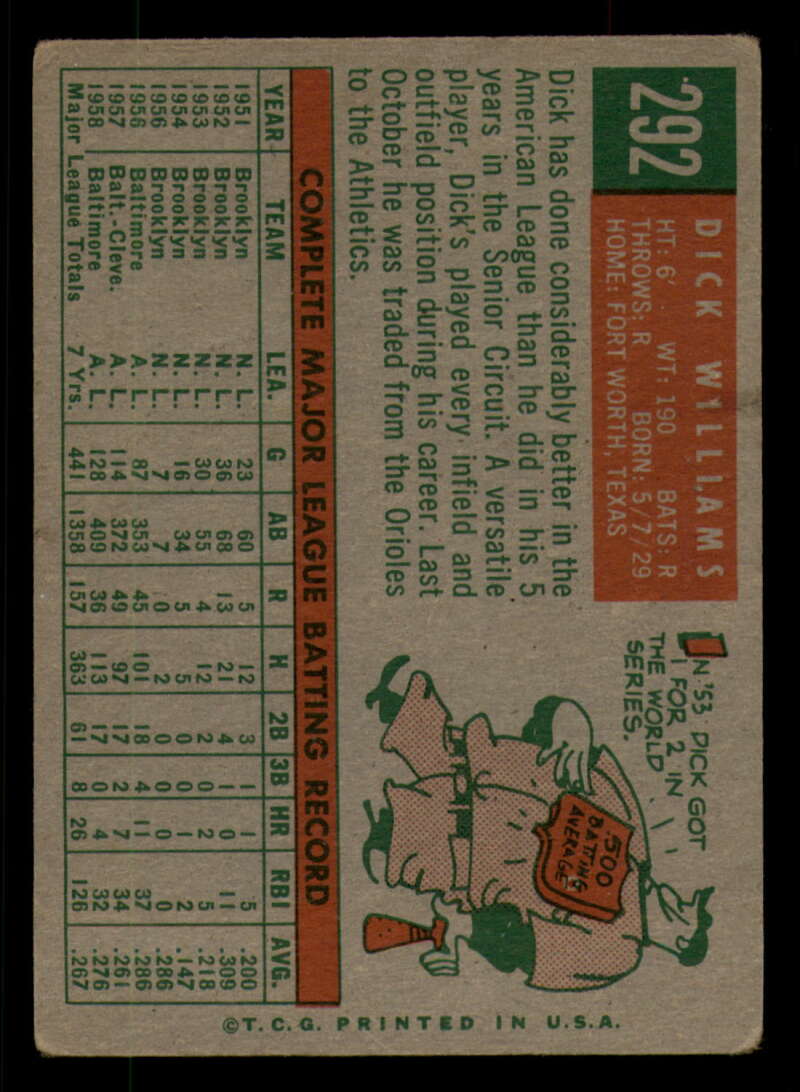 292
DICK WILLIAMS
HT: 6' WT: 190 BATS: R
THROWS: R BORN: 5/7/29
HOME: FORT WORTH, TEXAS
Dick has done considerably better in the
American League than he did in his 5
years in the Senior Circuit. A versatile
player, Dick's played every infield and
outfield position during his career. Last
October he was traded from the Orioles
to the Athletics.
IN '53 DICK GOT
1 FOR 2 IN
THE WORLD
SERIES.
.500
BATTING
AVERAGE
COMPLETE MAJOR LEAGUE BATTING RECORD
YEAR TEAM LEA. G AB R H 2B 3B HR RBI AVG.
1951 Brooklyn N. L. 23 60 5 12 3 1 1 5 .200
1952 Brooklyn N. L. 36 68 13 21 4 1 0 11 .309
1953 Brooklyn N. L. 30 55 4 12 2 0 2 5 .218
1954 Brooklyn N. L. 16 34 5 5 0 0 1 2 .147
1956 Brooklyn N. L. 7 7 0 2 0 0 0 0 .286
1956 Baltimore A. L. 87 353 45 101 18 4 11 37 .286
1957 Balt.-Cleve. A. L. 114 372 49 97 17 2 7 34 .261
1958 Baltimore A. L. 128 409 36 113 17 0 4 32 .276
Major League Totals 7 Yrs. 441 1358 157 363 61 8 26 126 .267
©T.C.G. PRINTED IN U.S.A.